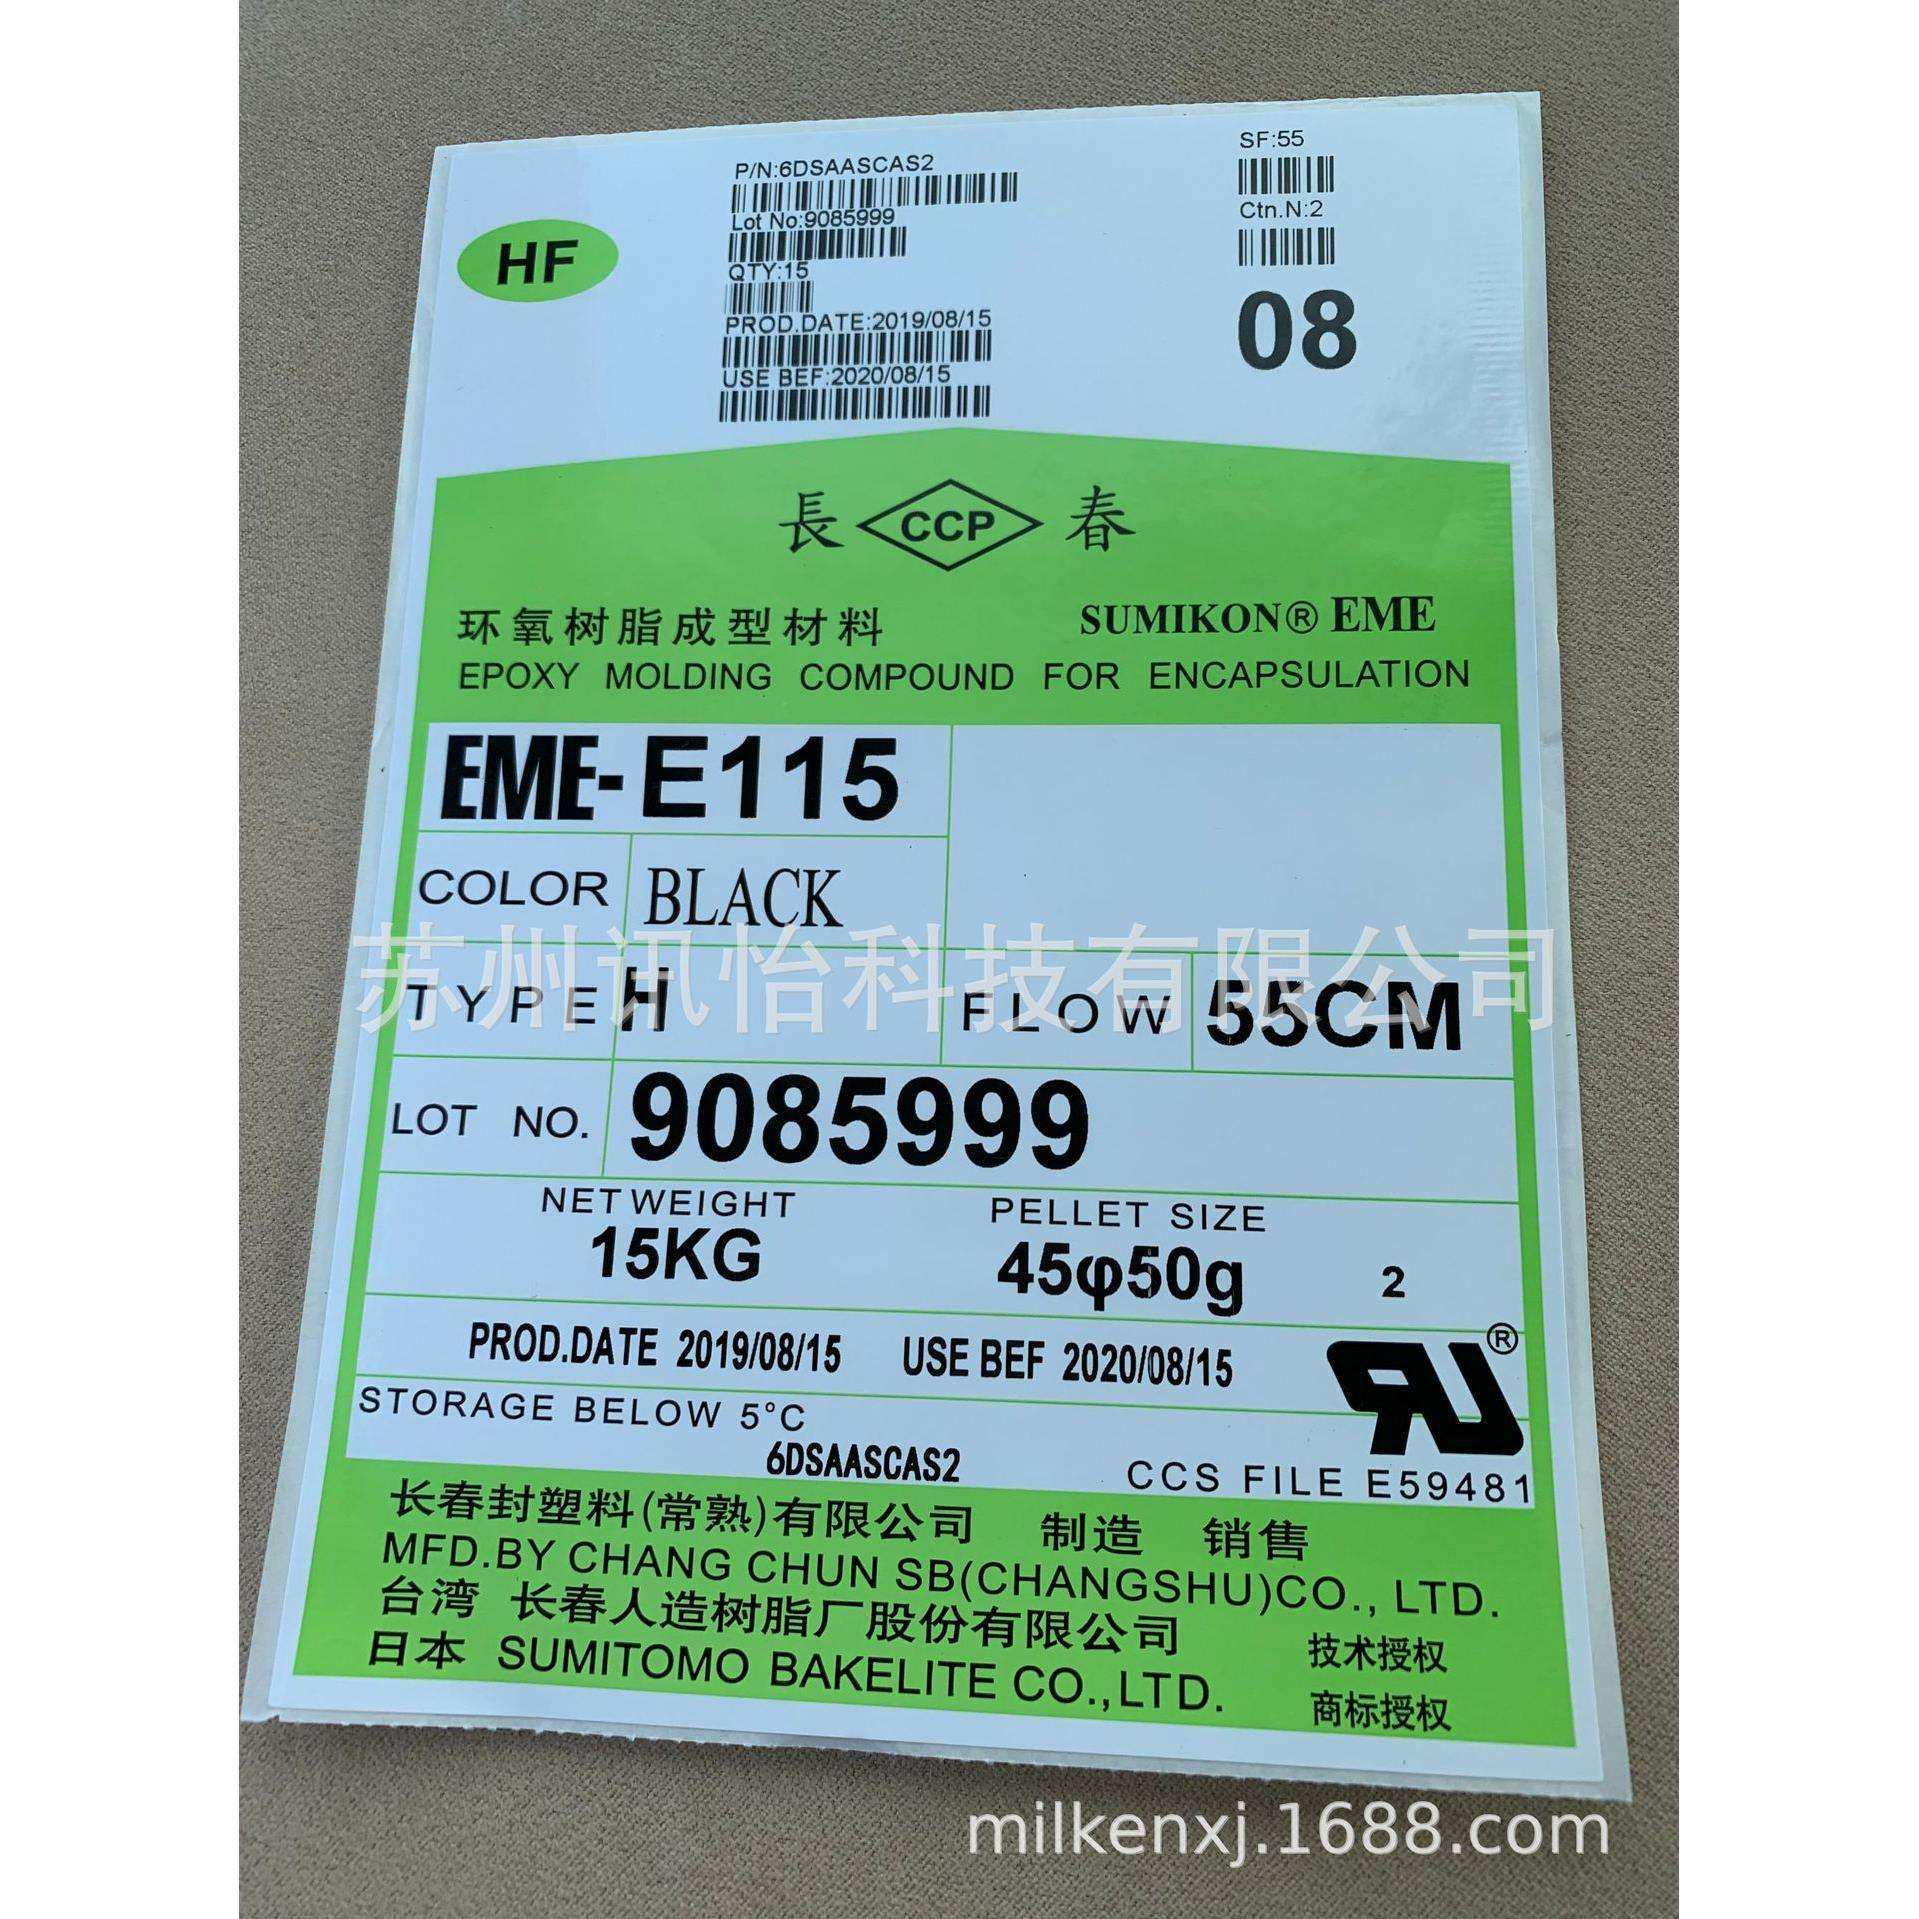 HF
P/N:6DSAASCAS2
Lot No:9085999
QTY:15
PROD.DATE:2019/08/15
USE BEF:2020/08/15
SF:55
Ctn.N:2
08
長 CCP 春
环氧树脂成型材料 SUMIKON® EME
EPOXY MOLDING COMPOUND FOR ENCAPSULATION
EME-E115
COLOR BLACK
苏州讯怡科技有限公司
TYPE H FLOW 55CM
LOT NO. 9085999
NET WEIGHT PELLET SIZE
15KG 45φ50g 2
PROD.DATE 2019/08/15 USE BEF 2020/08/15
RU®
STORAGE BELOW 5°C
6DSAASCAS2
CCS FILE E59481
长春封塑料(常熟)有限公司 制造 销售
MFD.BY CHANG CHUN SB(CHANGSHU)CO., LTD.
台湾 长春人造树脂厂股份有限公司 技术授权
日本 SUMITOMO BAKELITE CO.,LTD. 商标授权
milkenxj.1688.com